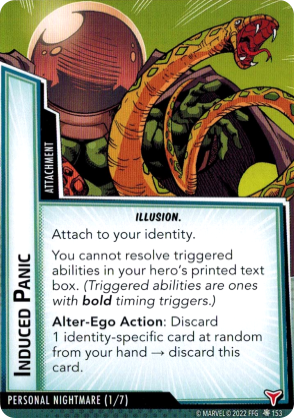 ATTACHMENT
INDUCED PANIC
ILLUSION.
Attach to your identity.
You cannot resolve triggered
abilities in your hero's printed text
box. (Triggered abilities are ones
with bold timing triggers.)
Alter-Ego Action: Discard
1 identity-specific card at random
from your hand → discard this
card.
PERSONAL NIGHTMARE (1/7)
© MARVEL © 2022 FFG 153